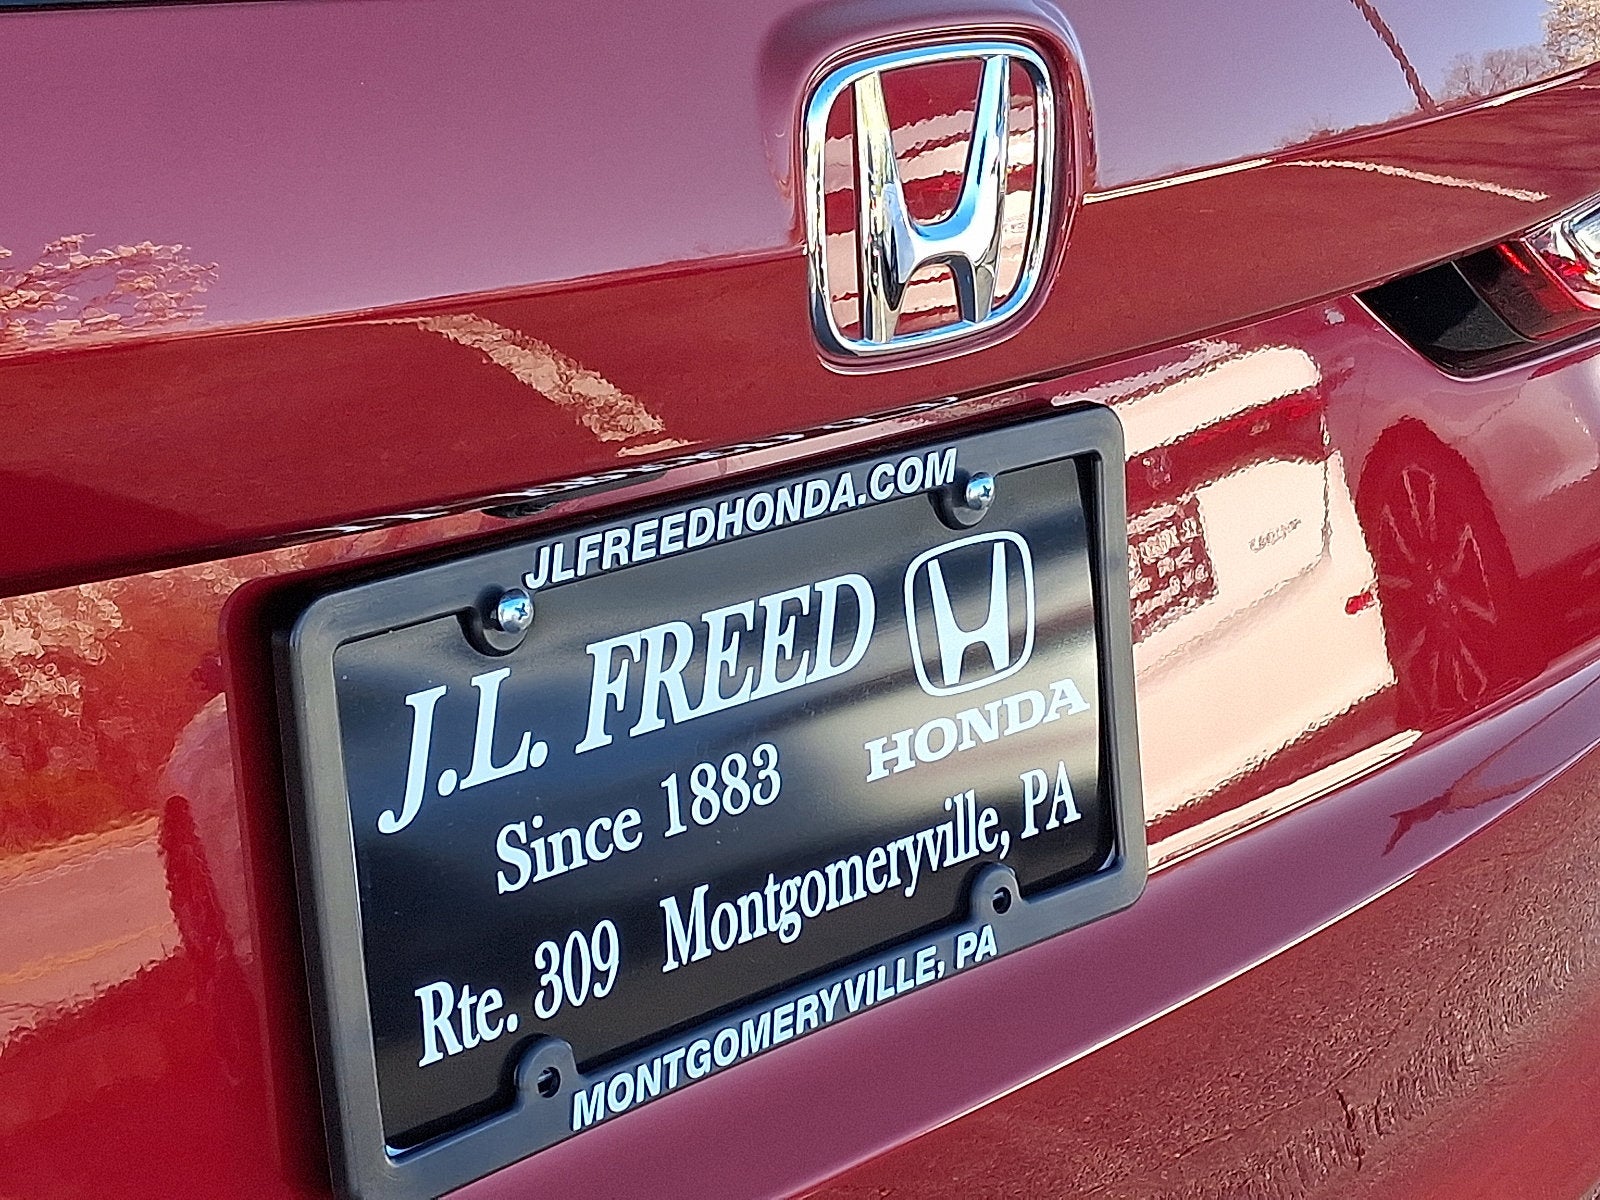 JLFREEDHONDA.COM
J.L. FREED
HONDA
Since 1883
Rte. 309 Montgomeryville, PA
MONTGOMERYVILLE, PA